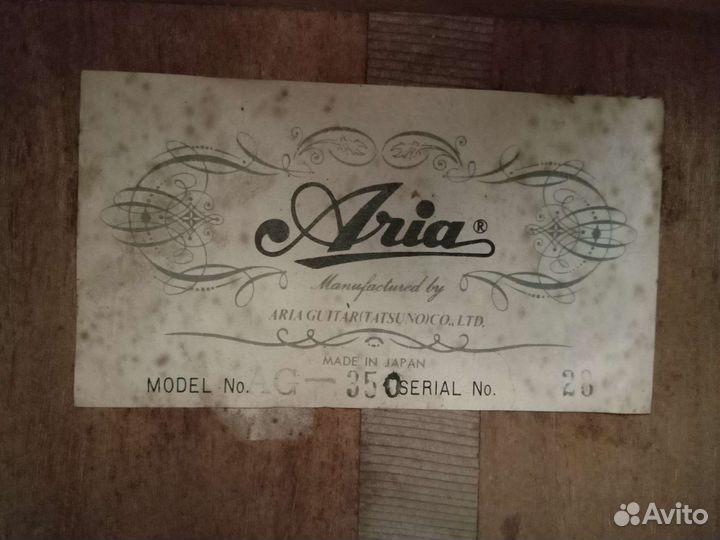 Aria®
Manufactured by
ARIA GUITAR(TATSUNO)CO., LTD.
MADE IN JAPAN
MODEL No. AG-350 SERIAL No. 28
Avito